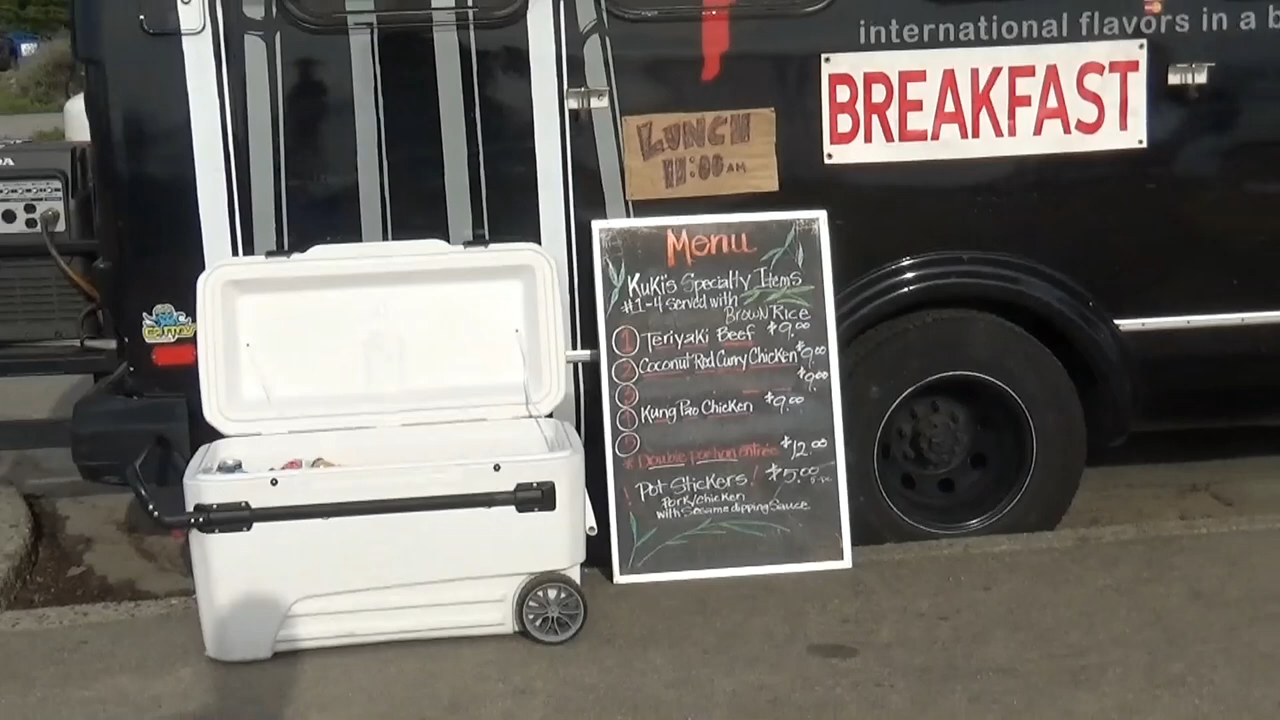 international flavors in a b
BREAKFAST
LUNCH
11:00 AM
Menu
KuKi's Specialty Items
#1-4 served with
Brown Rice
1 Teriyaki Beef $9.00
2 Coconut Red Curry Chicken $9.00
3 $9.00
4 Kung Pao Chicken $9.00
5
* Double portion entrée $12.00
! Pot Stickers! $5.00
Pork/chicken
with Sesame dipping Sauce